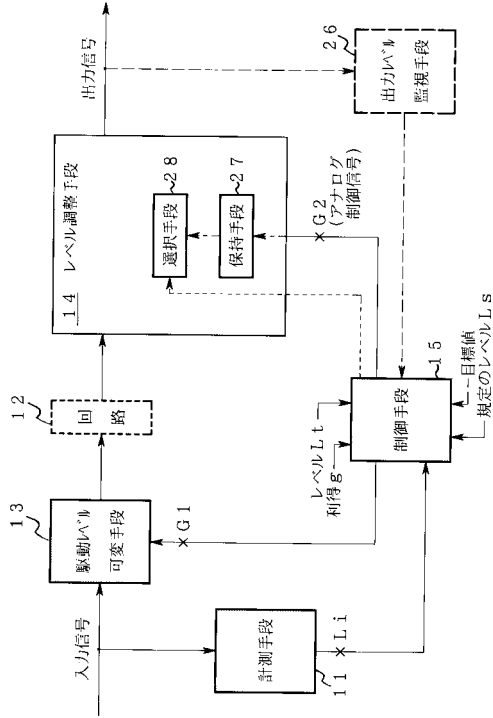 入力信号
13
駆動レベル
可変手段
12
回路
14 レベル調整手段
選択手段
28
保持手段
27
出力信号
G1
G2
(アナログ
制御信号)
計測手段
11
Li
レベルLt
利得g
制御手段
15
目標値
規定のレベルLs
出力レベル
監視手段
26